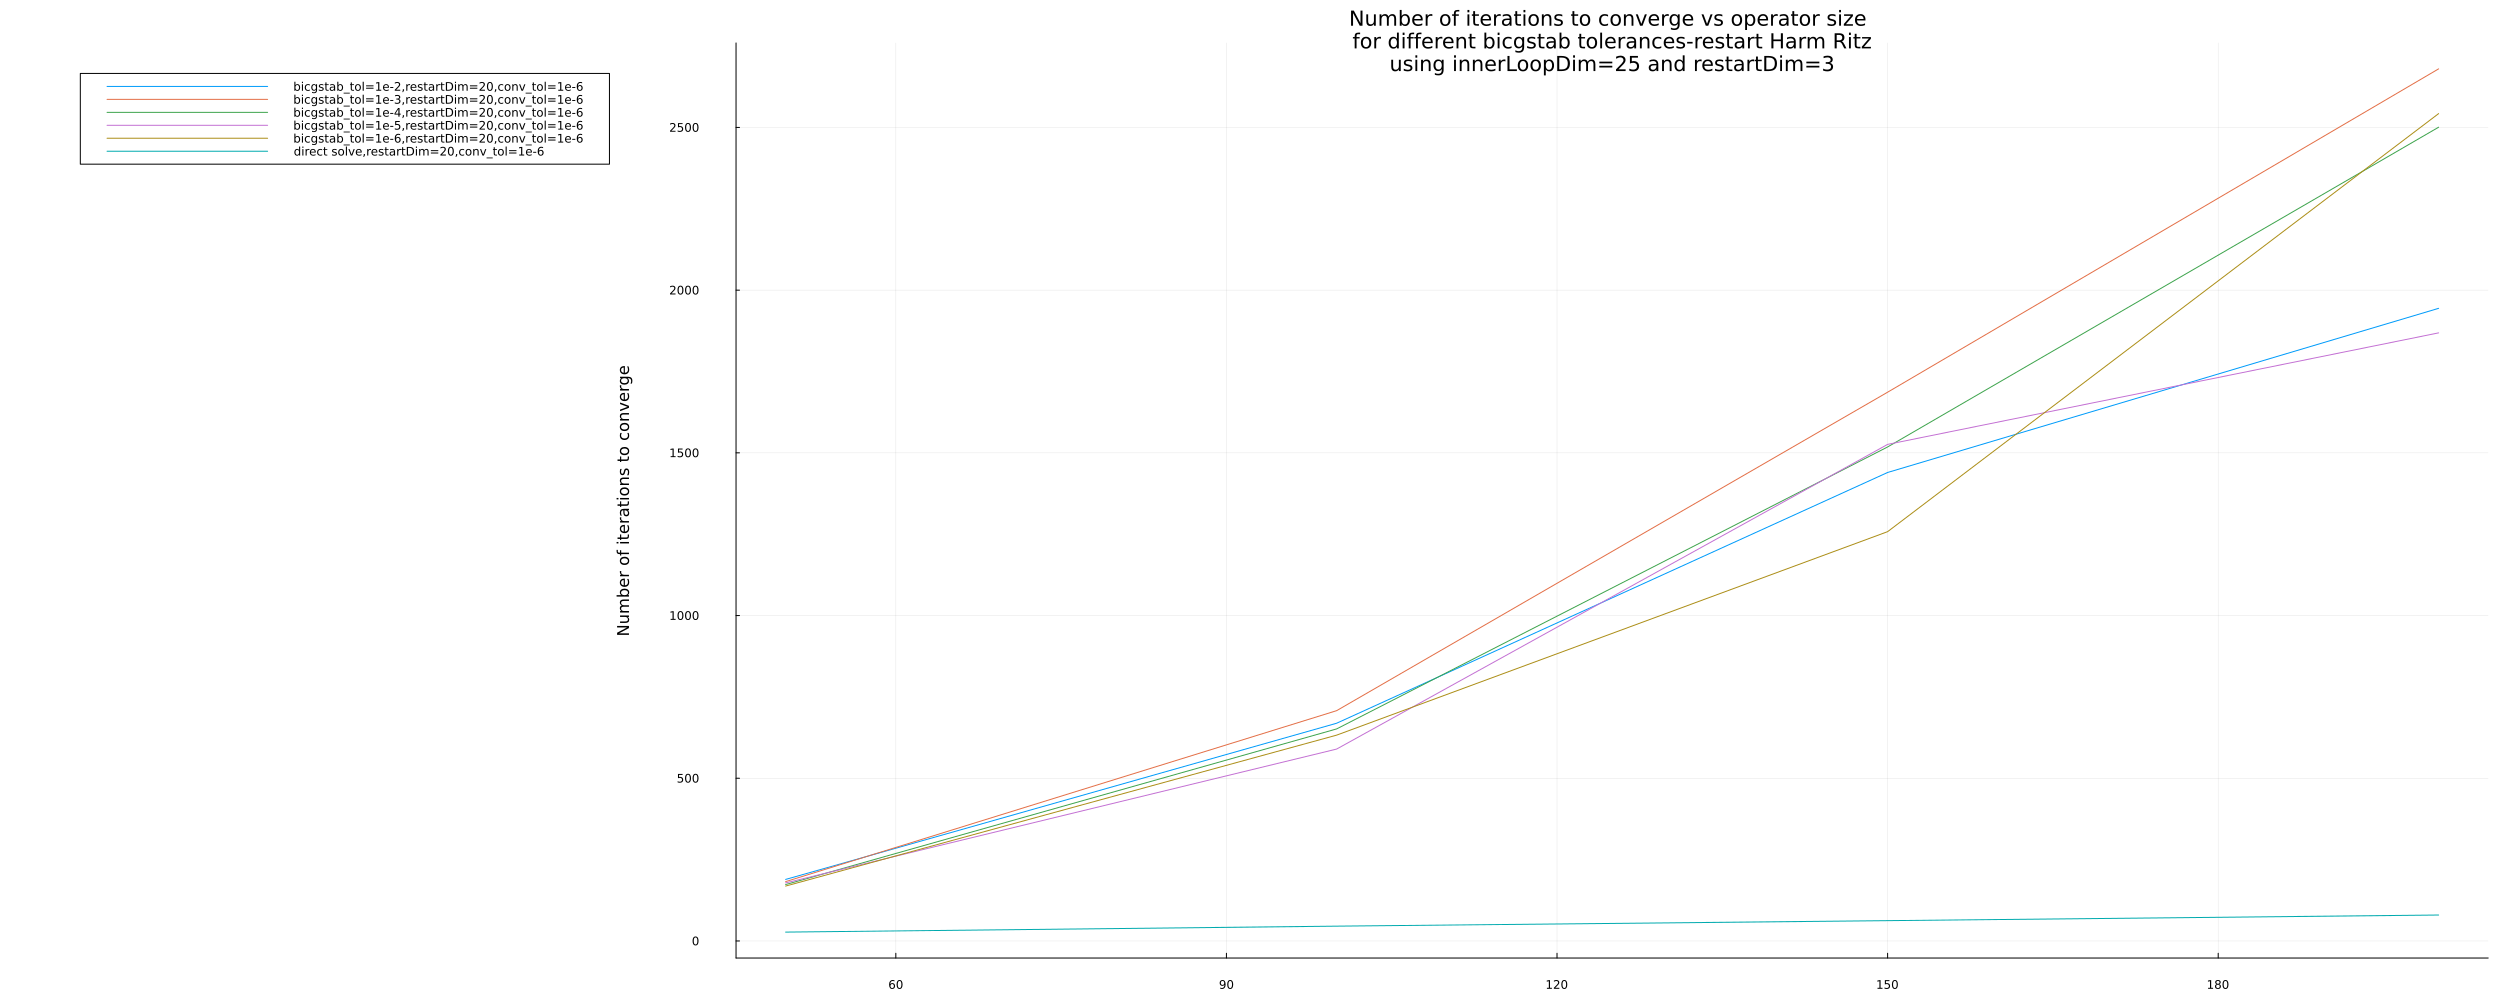 Number of iterations to converge vs operator size
for different bicgstab tolerances-restart Harm Ritz
using innerLoopDim=25 and restartDim=3
bicgstab_tol=1e-2,restartDim=20,conv_tol=1e-6
bicgstab_tol=1e-3,restartDim=20,conv_tol=1e-6
bicgstab_tol=1e-4,restartDim=20,conv_tol=1e-6
bicgstab_tol=1e-5,restartDim=20,conv_tol=1e-6
bicgstab_tol=1e-6,restartDim=20,conv_tol=1e-6
direct solve,restartDim=20,conv_tol=1e-6
Number of iterations to converge
2500
2000
1500
1000
500
0
60 90 120 150 180